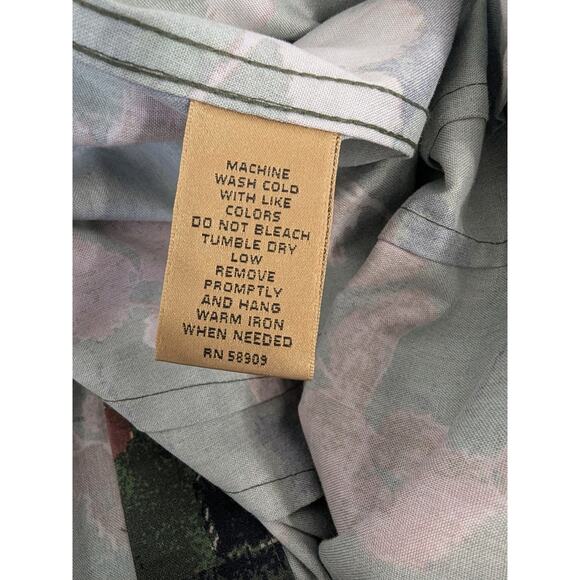 MACHINE
WASH COLD
WITH LIKE
COLORS
DO NOT BLEACH
TUMBLE DRY
LOW
REMOVE
PROMPTLY
AND HANG
WARM IRON
WHEN NEEDED
RN 58909